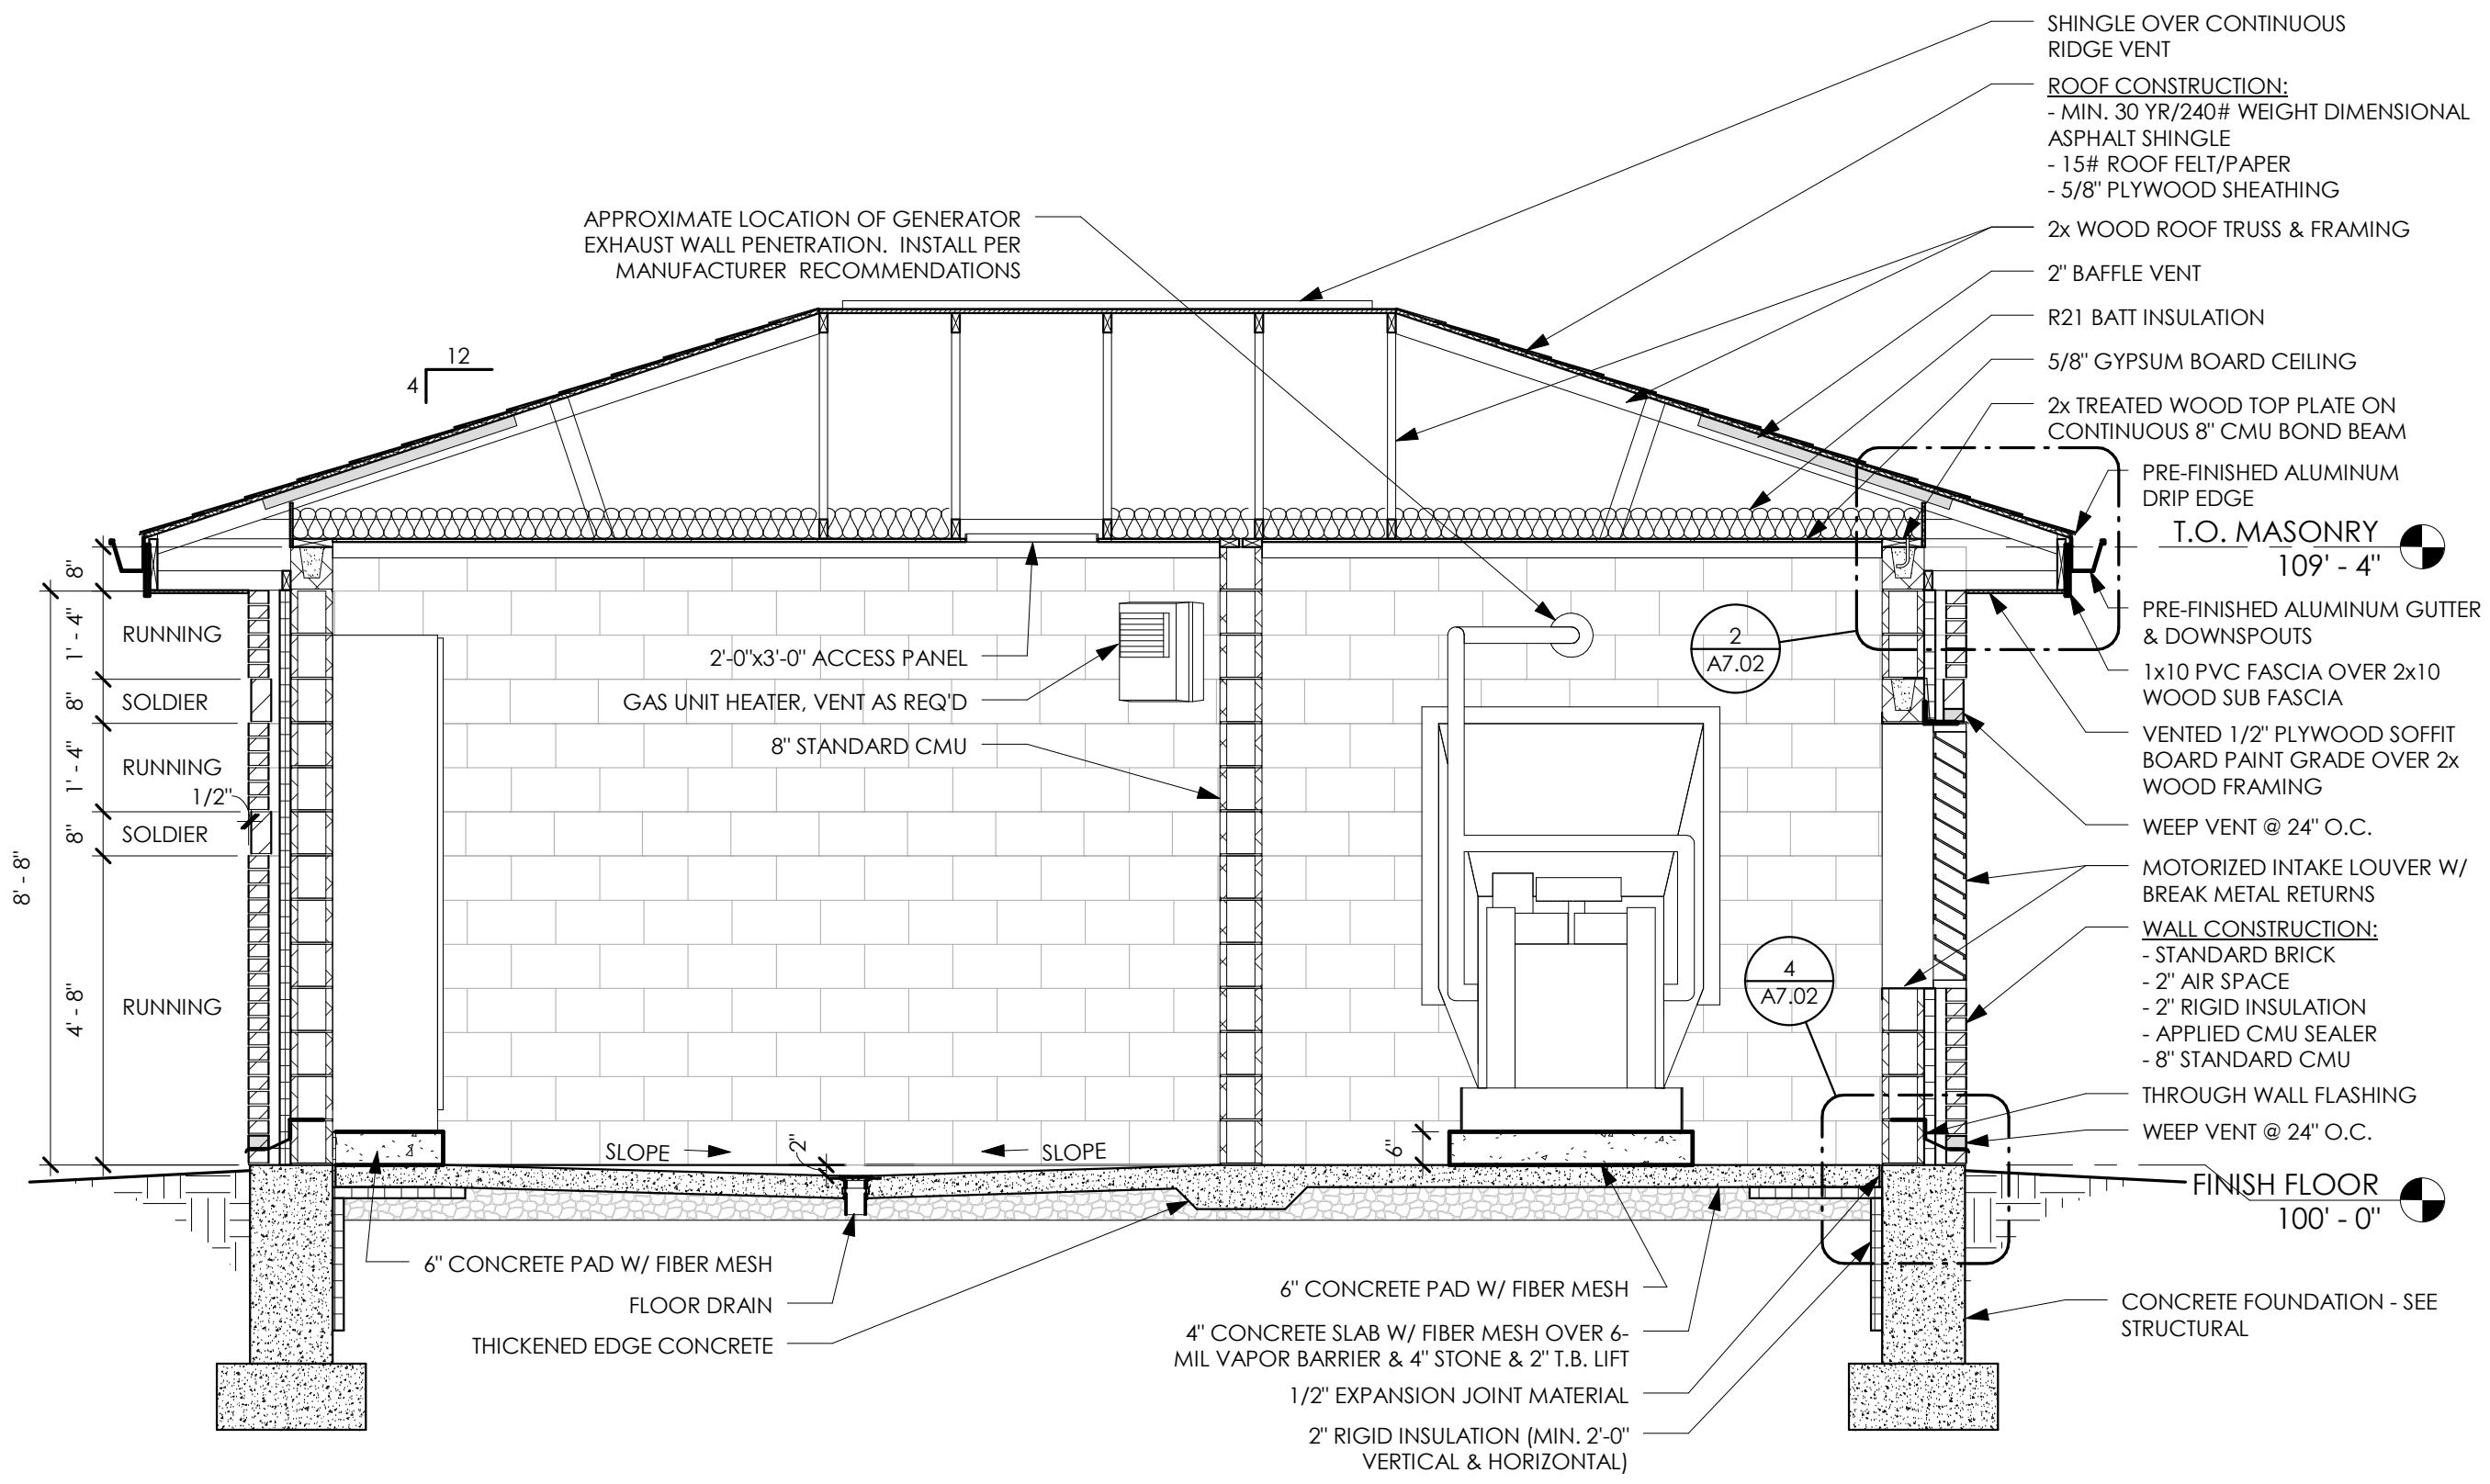 SHINGLE OVER CONTINUOUS
RIDGE VENT
ROOF CONSTRUCTION:
- MIN. 30 YR/240# WEIGHT DIMENSIONAL
ASPHALT SHINGLE
- 15# ROOF FELT/PAPER
- 5/8" PLYWOOD SHEATHING
2x WOOD ROOF TRUSS & FRAMING
2" BAFFLE VENT
R21 BATT INSULATION
5/8" GYPSUM BOARD CEILING
2x TREATED WOOD TOP PLATE ON
CONTINUOUS 8" CMU BOND BEAM
PRE-FINISHED ALUMINUM
DRIP EDGE
T.O. MASONRY
109' - 4"
PRE-FINISHED ALUMINUM GUTTER
& DOWNSPOUTS
1x10 PVC FASCIA OVER 2x10
WOOD SUB FASCIA
VENTED 1/2" PLYWOOD SOFFIT
BOARD PAINT GRADE OVER 2x
WOOD FRAMING
WEEP VENT @ 24" O.C.
MOTORIZED INTAKE LOUVER W/
BREAK METAL RETURNS
WALL CONSTRUCTION:
- STANDARD BRICK
- 2" AIR SPACE
- 2" RIGID INSULATION
- APPLIED CMU SEALER
- 8" STANDARD CMU
THROUGH WALL FLASHING
WEEP VENT @ 24" O.C.
FINISH FLOOR
100' - 0"
CONCRETE FOUNDATION - SEE
STRUCTURAL
APPROXIMATE LOCATION OF GENERATOR
EXHAUST WALL PENETRATION.  INSTALL PER
MANUFACTURER  RECOMMENDATIONS
12
4
8"
1' - 4"
RUNNING
8"
SOLDIER
1' - 4"
RUNNING
1/2"
8"
SOLDIER
8' - 8"
4' - 8"
RUNNING
2'-0"x3'-0" ACCESS PANEL
GAS UNIT HEATER, VENT AS REQ'D
8" STANDARD CMU
2
A7.02
4
A7.02
SLOPE
2"
SLOPE
6"
6" CONCRETE PAD W/ FIBER MESH
FLOOR DRAIN
THICKENED EDGE CONCRETE
6" CONCRETE PAD W/ FIBER MESH
4" CONCRETE SLAB W/ FIBER MESH OVER 6-
MIL VAPOR BARRIER & 4" STONE & 2" T.B. LIFT
1/2" EXPANSION JOINT MATERIAL
2" RIGID INSULATION (MIN. 2'-0"
VERTICAL & HORIZONTAL)